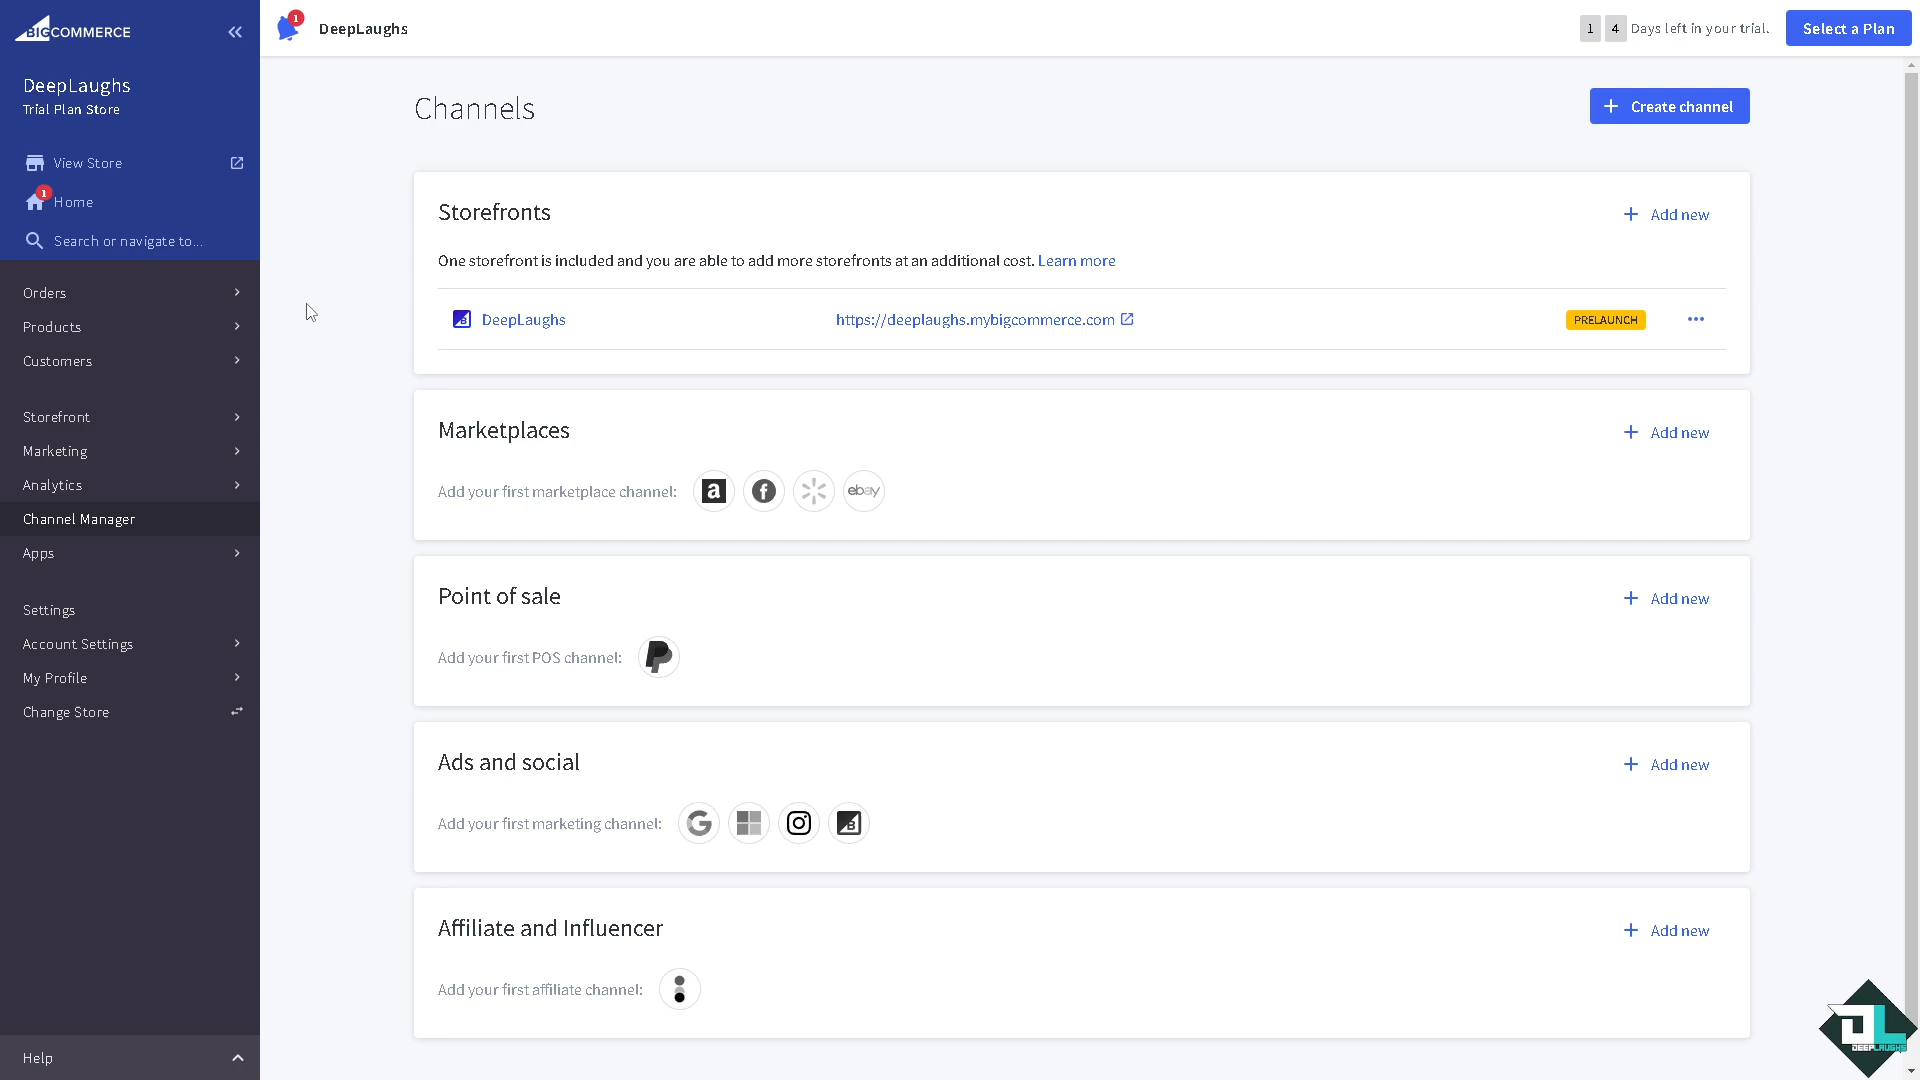 BIGCOMMERCE
1
DeepLaughs
1 4 Days left in your trial.
Select a Plan
DeepLaughs
Trial Plan Store
View Store
1
Home
Search or navigate to...
Orders
Products
Customers
Storefront
Marketing
Analytics
Channel Manager
Apps
Settings
Account Settings
My Profile
Change Store
Help
Channels
Create channel
Storefronts
Add new
One storefront is included and you are able to add more storefronts at an additional cost. Learn more
B
DeepLaughs
https://deeplaughs.mybigcommerce.com
PRELAUNCH
Marketplaces
Add new
Add your first marketplace channel:
a
f
ebay
Point of sale
Add new
Add your first POS channel:
P
Ads and social
Add new
Add your first marketing channel:
G
B
Affiliate and Influencer
Add new
Add your first affiliate channel:
DL
DEEPLAUGHS